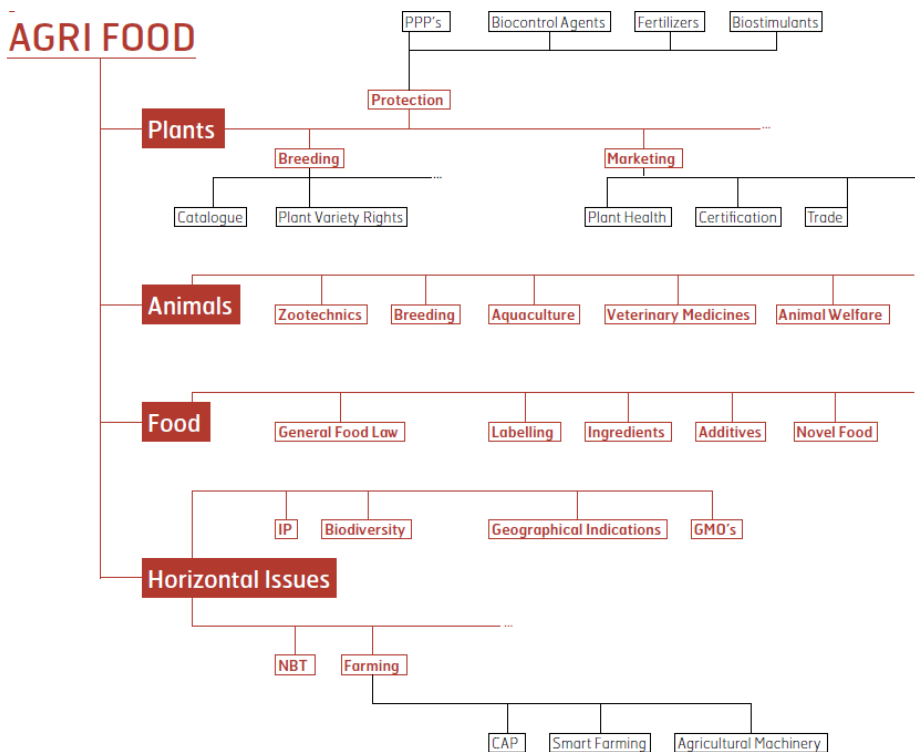 AGRI FOOD
PPP's
Biocontrol Agents
Fertilizers
Biostimulants
Protection
Plants
...
Breeding
Marketing
...
Catalogue
Plant Variety Rights
Plant Health
Certification
Trade
Animals
Zootechnics
Breeding
Aquaculture
Veterinary Medicines
Animal Welfare
Food
General Food Law
Labelling
Ingredients
Additives
Novel Food
IP
Biodiversity
Geographical Indications
GMO's
Horizontal Issues
...
NBT
Farming
CAP
Smart Farming
Agricultural Machinery